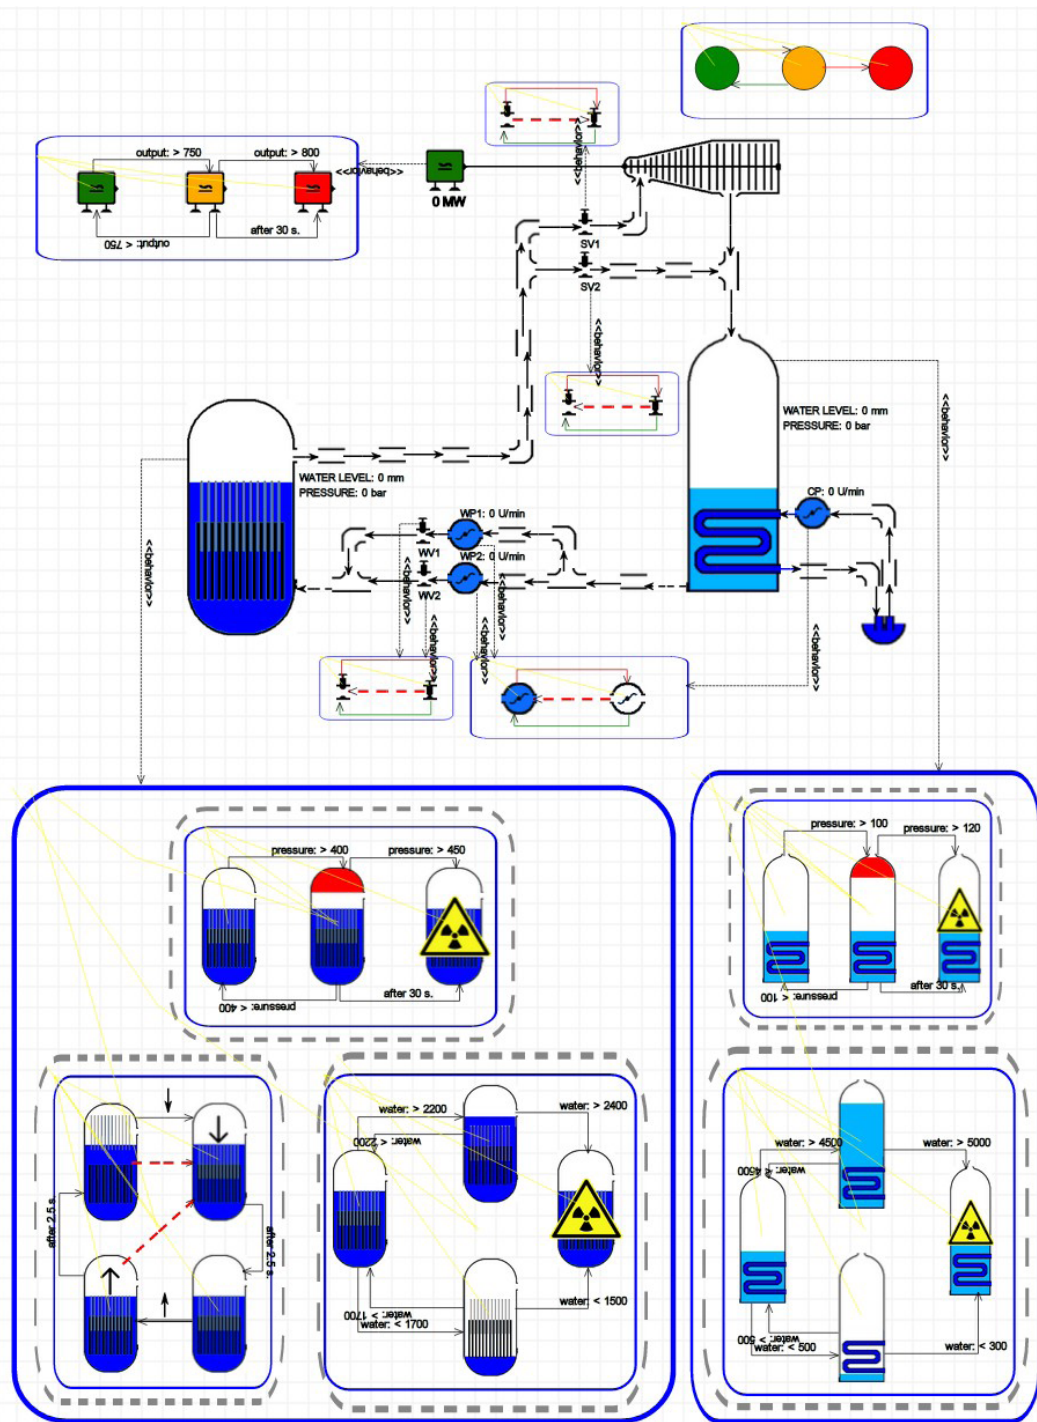 <<behavior>>
output: > 750
output: > 800
<<behavior>>
0 MW
output: < 750
after 30 s.
SV1
SV2
<<behavior>>
WATER LEVEL: 0 mm
PRESSURE: 0 bar
<<behavior>>
WATER LEVEL: 0 mm
PRESSURE: 0 bar
CP: 0 U/min
WP1: 0 U/min
WV1
WP2: 0 U/min
WV2
<<behavior>>
<<behavior>>
<<behavior>>
<<behavior>>
<<behavior>>
<<behavior>>
<<behavior>>
pressure: > 400
pressure: > 450
pressure: < 400
after 30 s.
pressure: > 100
pressure: > 120
pressure: < 100
after 30 s.
after 2.5 s.
after 2.5 s.
water: > 2200
water: < 2200
water: > 2400
water: > 1700
water: < 1700
water: < 1500
water: > 4500
water: < 4500
water: > 5000
water: > 500
water: < 500
water: < 300